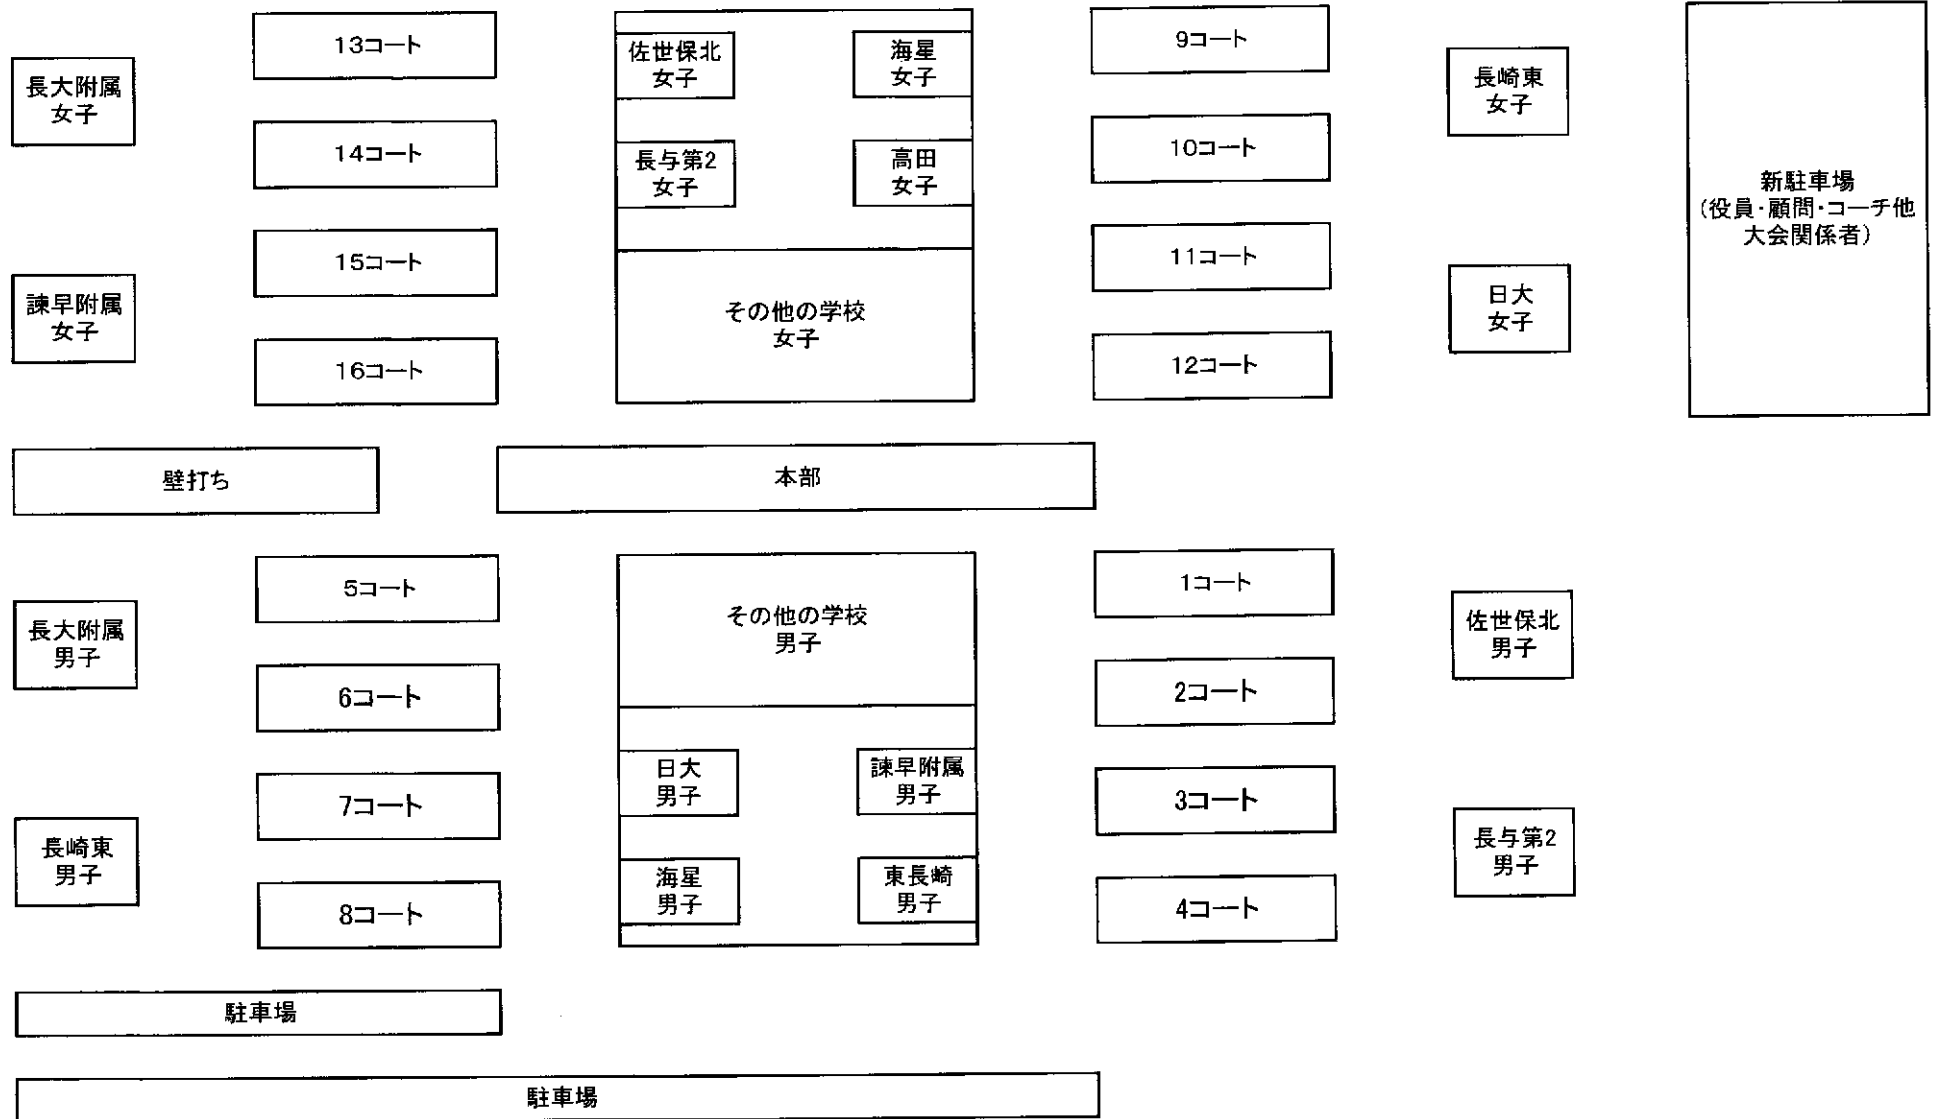 13コート
佐世保北
女子
海星
女子
9コート
長大附属
女子
長崎東
女子
14コート
長与第2
女子
高田
女子
10コート
新駐車場
(役員・顧問・コーチ他
大会関係者)
15コート
11コート
諫早附属
女子
その他の学校
女子
日大
女子
16コート
12コート
壁打ち
本部
5コート
1コート
長大附属
男子
その他の学校
男子
佐世保北
男子
6コート
2コート
日大
男子
諫早附属
男子
7コート
3コート
長崎東
男子
長与第2
男子
海星
男子
東長崎
男子
8コート
4コート
駐車場
駐車場